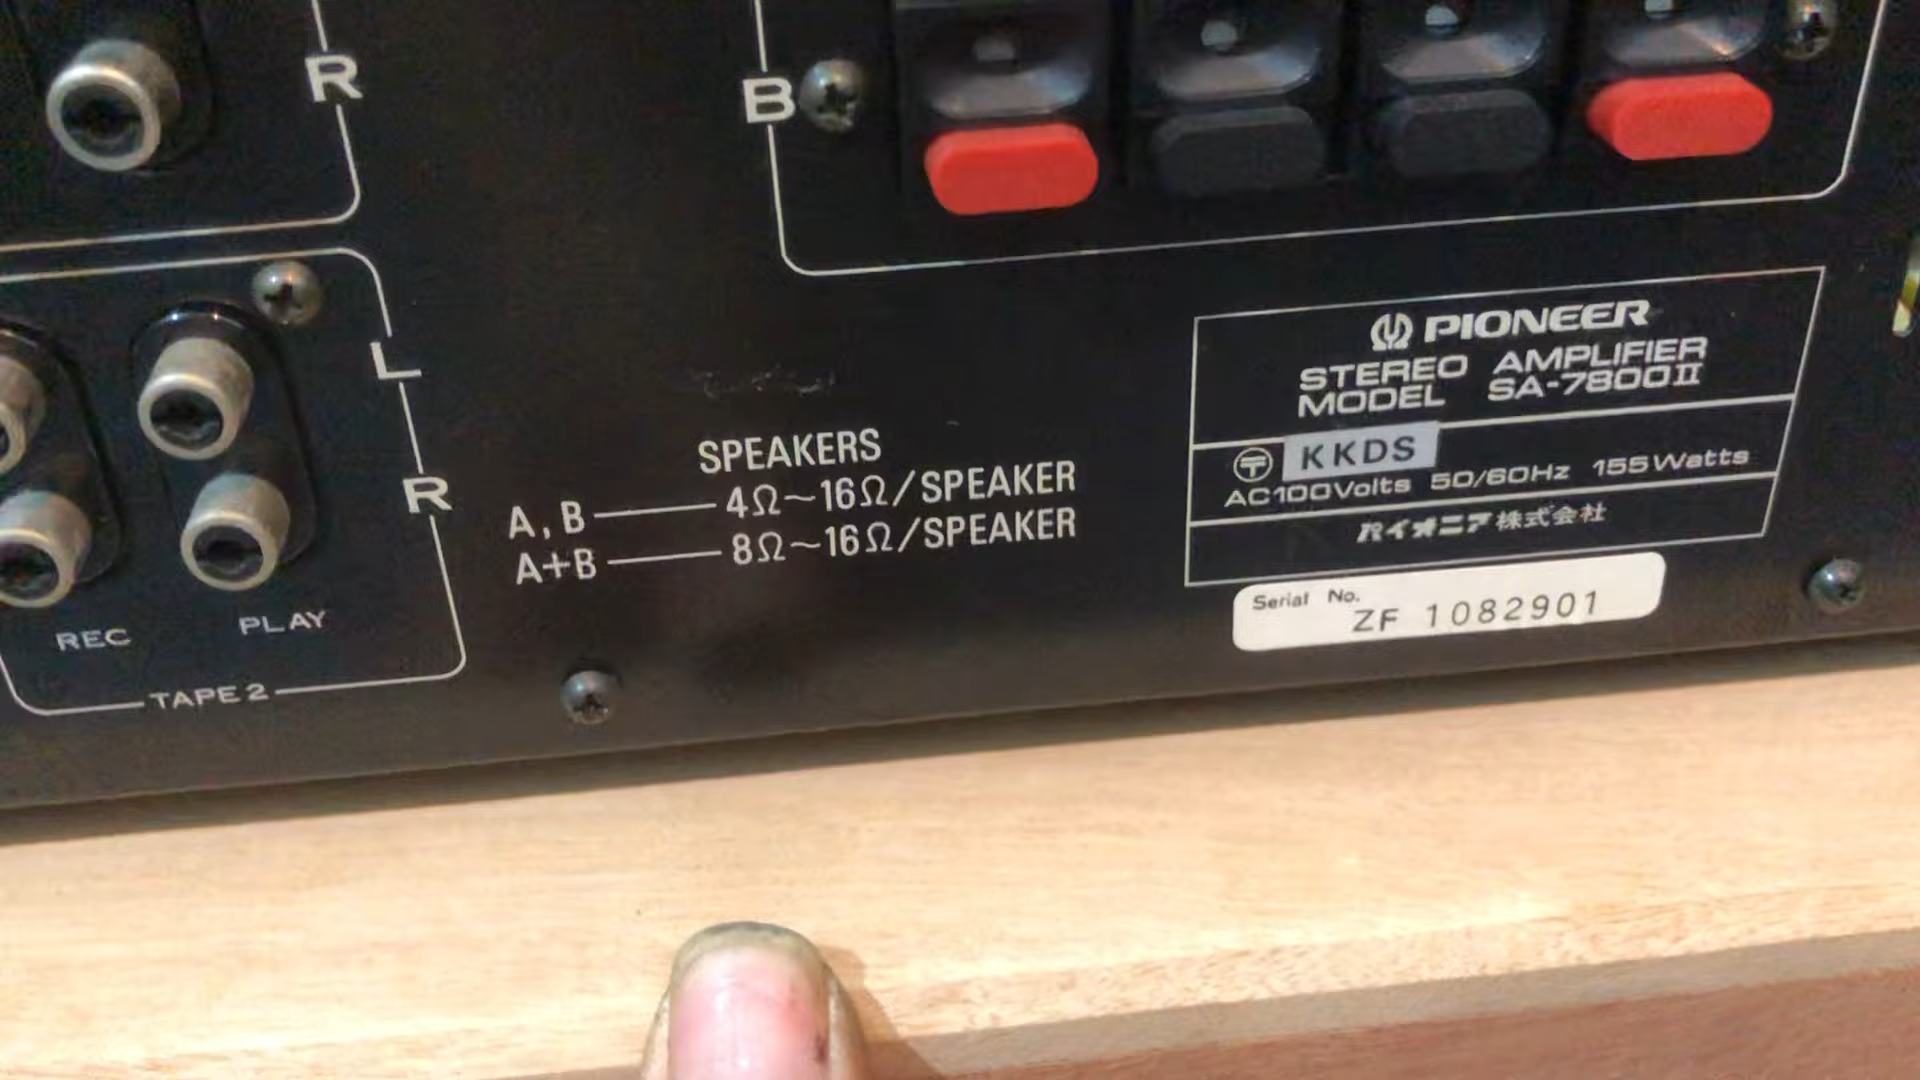 R
B
L
R
REC PLAY
TAPE 2
SPEAKERS
A, B — 4Ω~16Ω/SPEAKER
A+B — 8Ω~16Ω/SPEAKER
PIONEER
STEREO AMPLIFIER
MODEL SA-7800II
〒 KKDS
AC100Volts 50/60Hz 155Watts
パイオニア株式会社
Serial No.
ZF 1082901